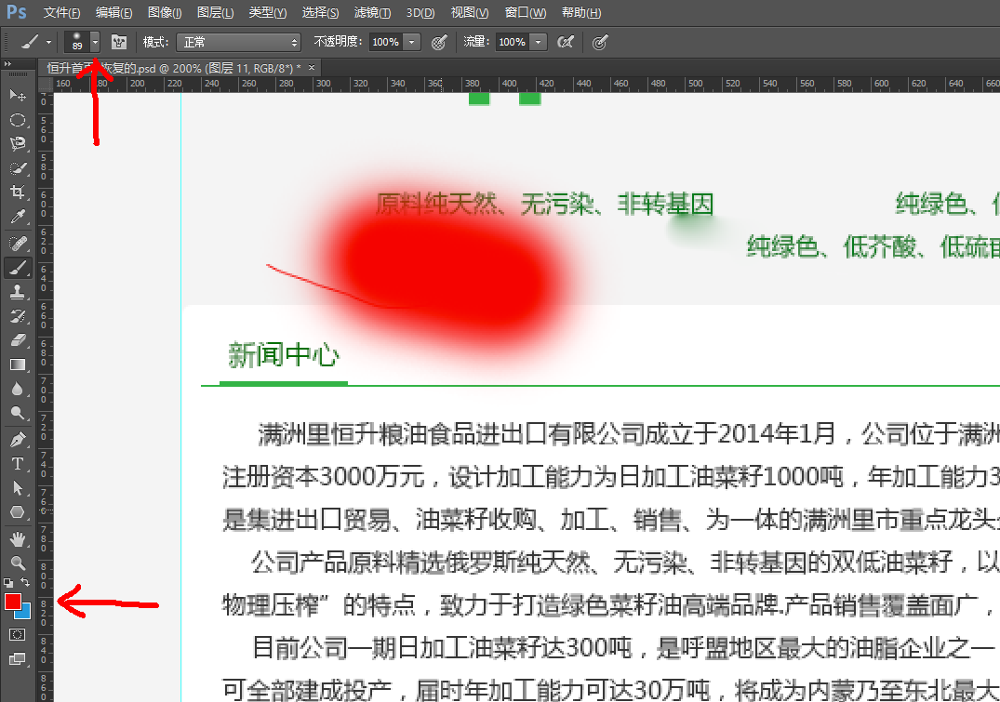 Ps 文件(F) 编辑(E) 图像(I) 图层(L) 类型(Y) 选择(S) 滤镜(T) 3D(D) 视图(V) 窗口(W) 帮助(H)
89 模式: 正常 不透明度: 100% 流量: 100%
恒升首页 恢复的.psd @ 200% (图层 11, RGB/8*) * ×
160 180 200 220 240 260 280 300 320 340 360 380 400 420 440 460 480 500 520 540 560 580 600 620 640 660
原料纯天然、无污染、非转基因 纯绿色、
纯绿色、低芥酸、低硫
新闻中心
满洲里恒升粮油食品进出口有限公司成立于2014年1月，公司位于满洲
注册资本3000万元，设计加工能力为日加工油菜籽1000吨，年加工能力3
是集进出口贸易、油菜籽收购、加工、销售、为一体的满洲里市重点龙头
公司产品原料精选俄罗斯纯天然、无污染、非转基因的双低油菜籽，以
物理压榨”的特点，致力于打造绿色菜籽油高端品牌.产品销售覆盖面广，
目前公司一期日加工油菜籽达300吨，是呼盟地区最大的油脂企业之一
可全部建成投产，届时年加工能力可达30万吨，将成为内蒙乃至东北最大